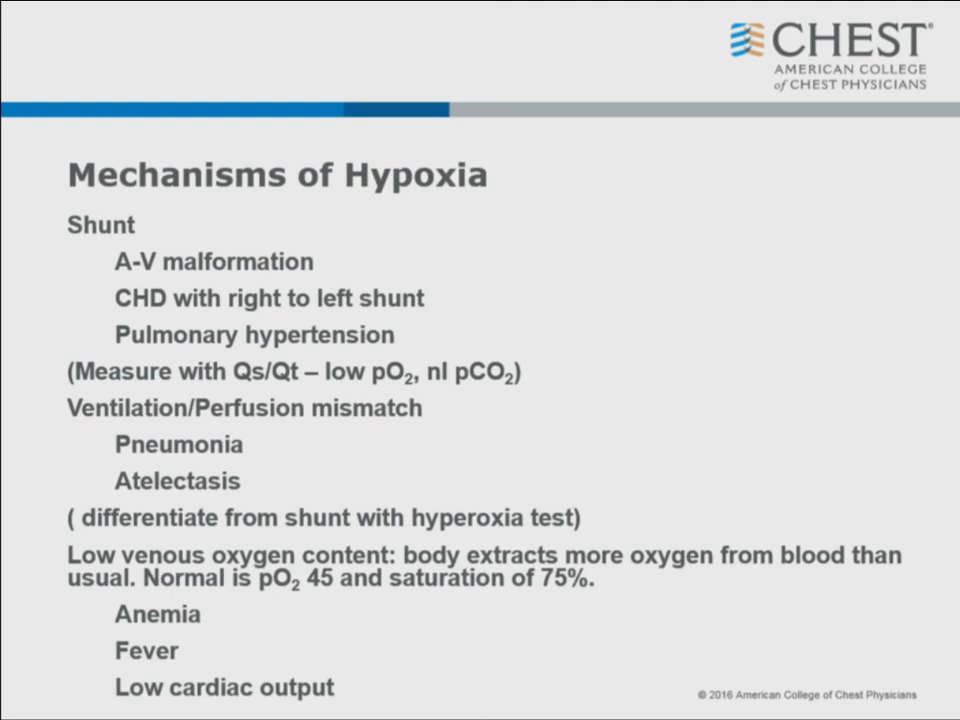 CHEST®
AMERICAN COLLEGE
of CHEST PHYSICIANS
Mechanisms of Hypoxia
Shunt
A-V malformation
CHD with right to left shunt
Pulmonary hypertension
(Measure with Qs/Qt – low pO₂, nl pCO₂)
Ventilation/Perfusion mismatch
Pneumonia
Atelectasis
( differentiate from shunt with hyperoxia test)
Low venous oxygen content: body extracts more oxygen from blood than
usual. Normal is pO₂ 45 and saturation of 75%.
Anemia
Fever
Low cardiac output
© 2016 American College of Chest Physicians